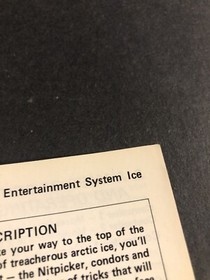 Entertainment System Ice
CRIPTION
ke your way to the top of the
of treacherous arctic ice, you'll
t — the Nitpicker, condors and
of tricks that will